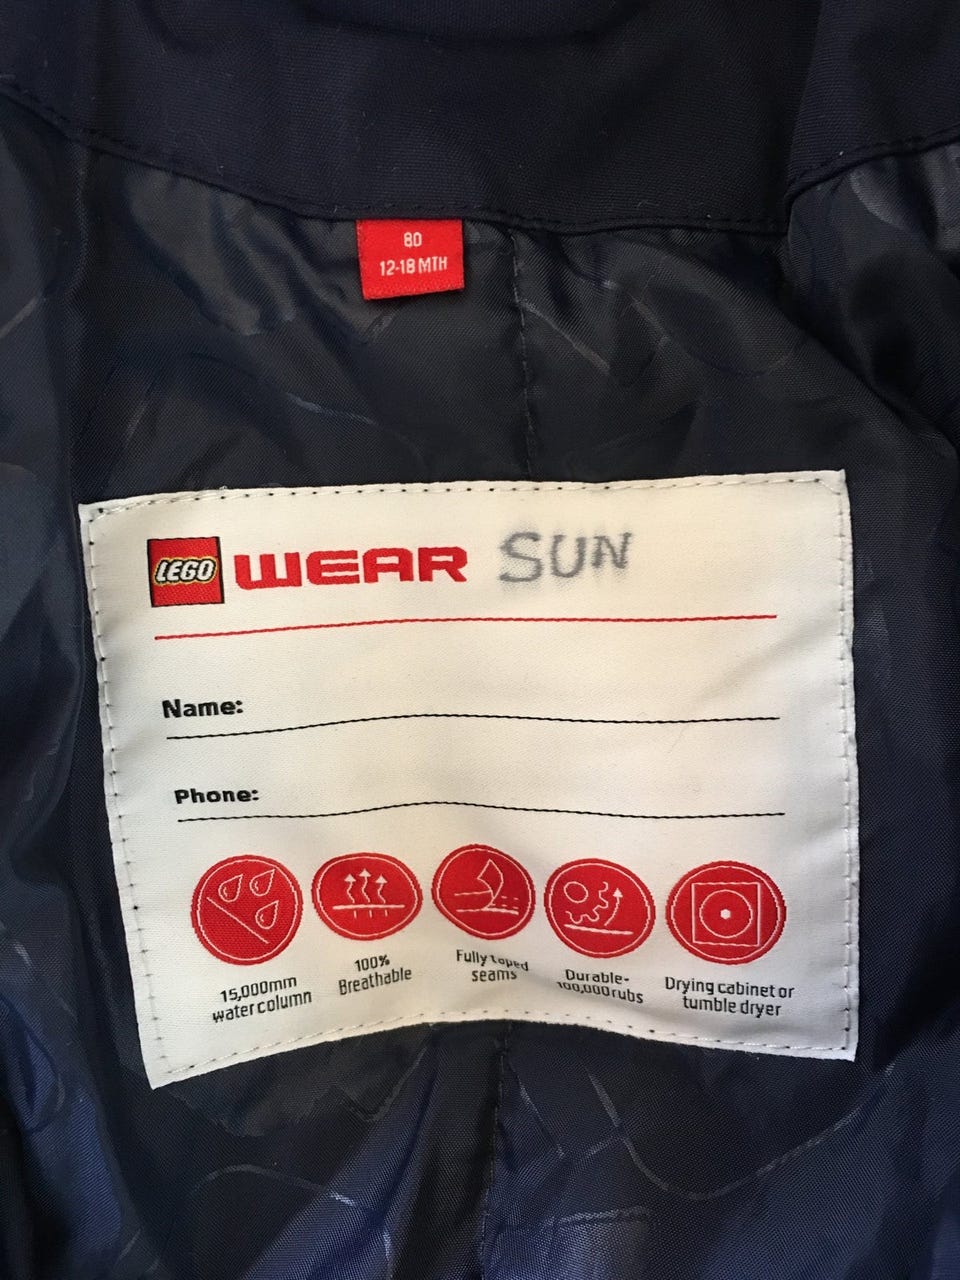 80
12-18 MTH
LEGO WEAR SUN
Name:
Phone:
15,000mm
water column
100%
Breathable
Fully taped
seams
Durable-
100,000 rubs
Drying cabinet or
tumble dryer